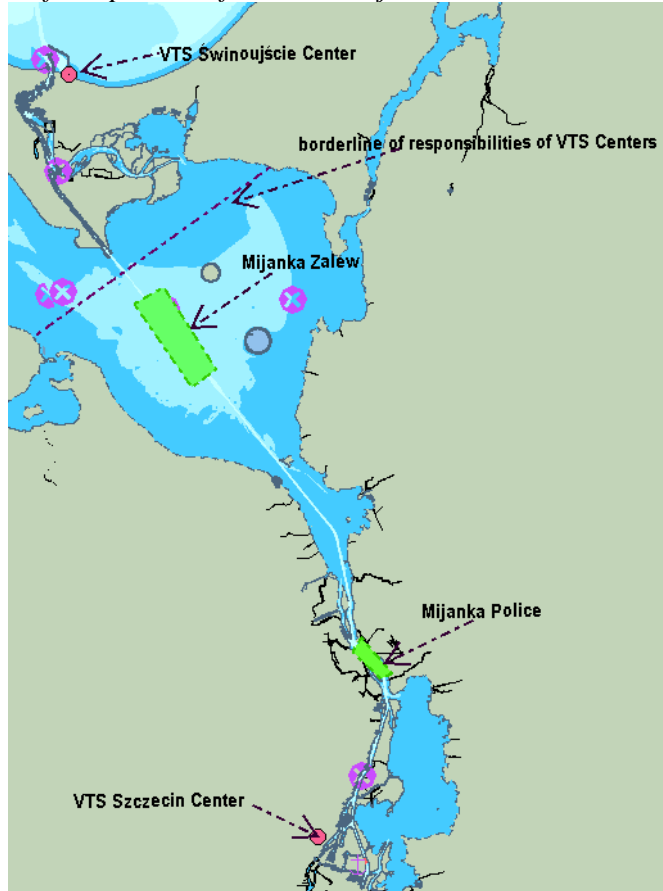 VTS Świnoujście Center
borderline of responsibilities of VTS Centers
Mijanka Zalew
Mijanka Police
VTS Szczecin Center